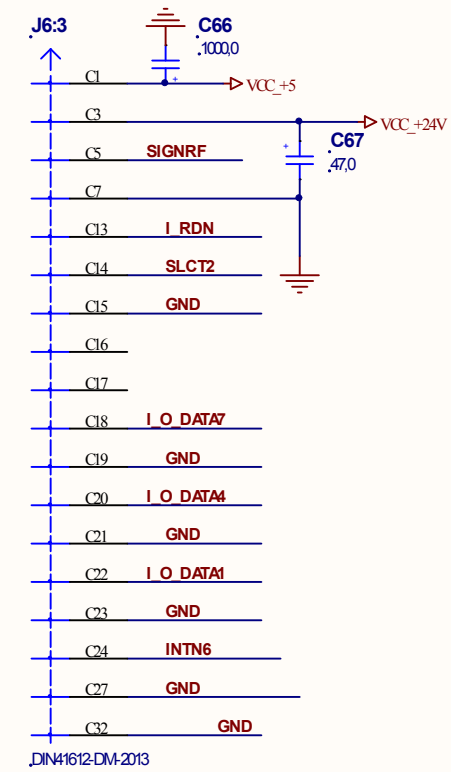 .J6:3
C66
.1000,0
+
C1
VCC_+5
C3
VCC_+24V
+
C67
.47,0
C5 SIGNRF
C7
C13 I_RDN
C14 SLCT2
C15 GND
C16
C17
C18 I_O_DATA7
C19 GND
C20 I_O_DATA4
C21 GND
C22 I_O_DATA1
C23 GND
C24 INTN6
C27 GND
C32 GND
.DIN41612-DM-2013